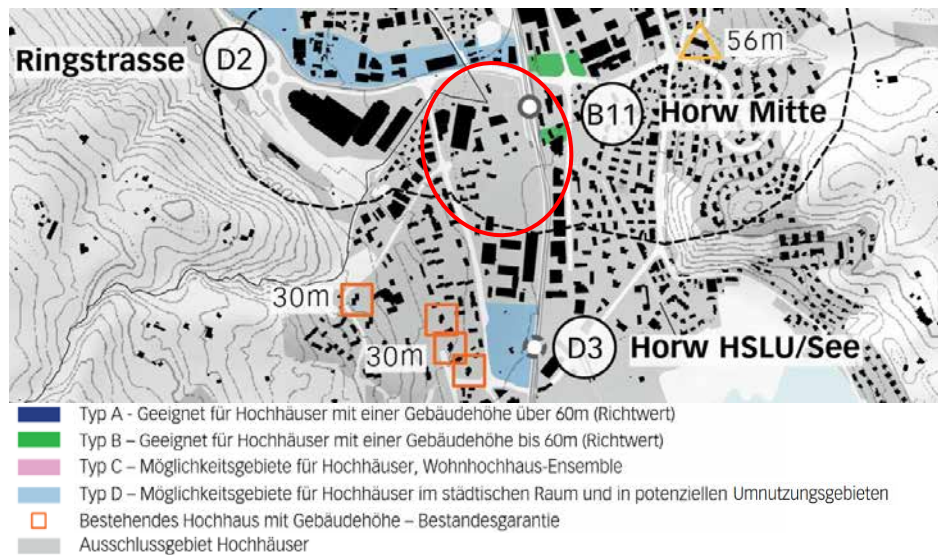 Ringstrasse D2
56m
B11 Horw Mitte
30m
30m
D3 Horw HSLU/See
Typ A - Geeignet für Hochhäuser mit einer Gebäudehöhe über 60m (Richtwert)
Typ B – Geeignet für Hochhäuser mit einer Gebäudehöhe bis 60m (Richtwert)
Typ C – Möglichkeitsgebiete für Hochhäuser, Wohnhochhaus-Ensemble
Typ D – Möglichkeitsgebiete für Hochhäuser im städtischen Raum und in potenziellen Umnutzungsgebieten
Bestehendes Hochhaus mit Gebäudehöhe – Bestandesgarantie
Ausschlussgebiet Hochhäuser